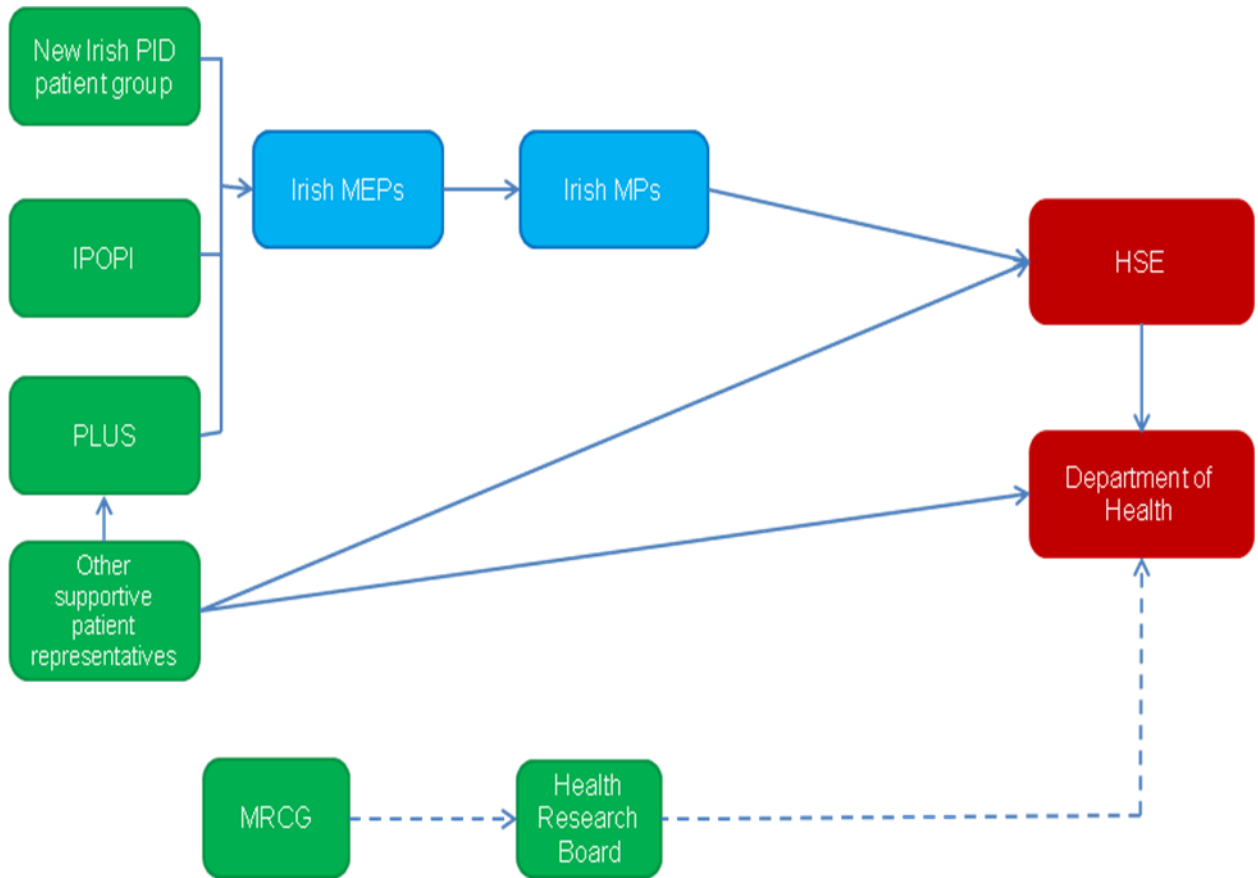 New Irish PID
patient group
Irish MEPs
Irish MPs
IPOPI
HSE
PLUS
Department of
Health
Other
supportive
patient
representatives
MRCG
Health
Research
Board